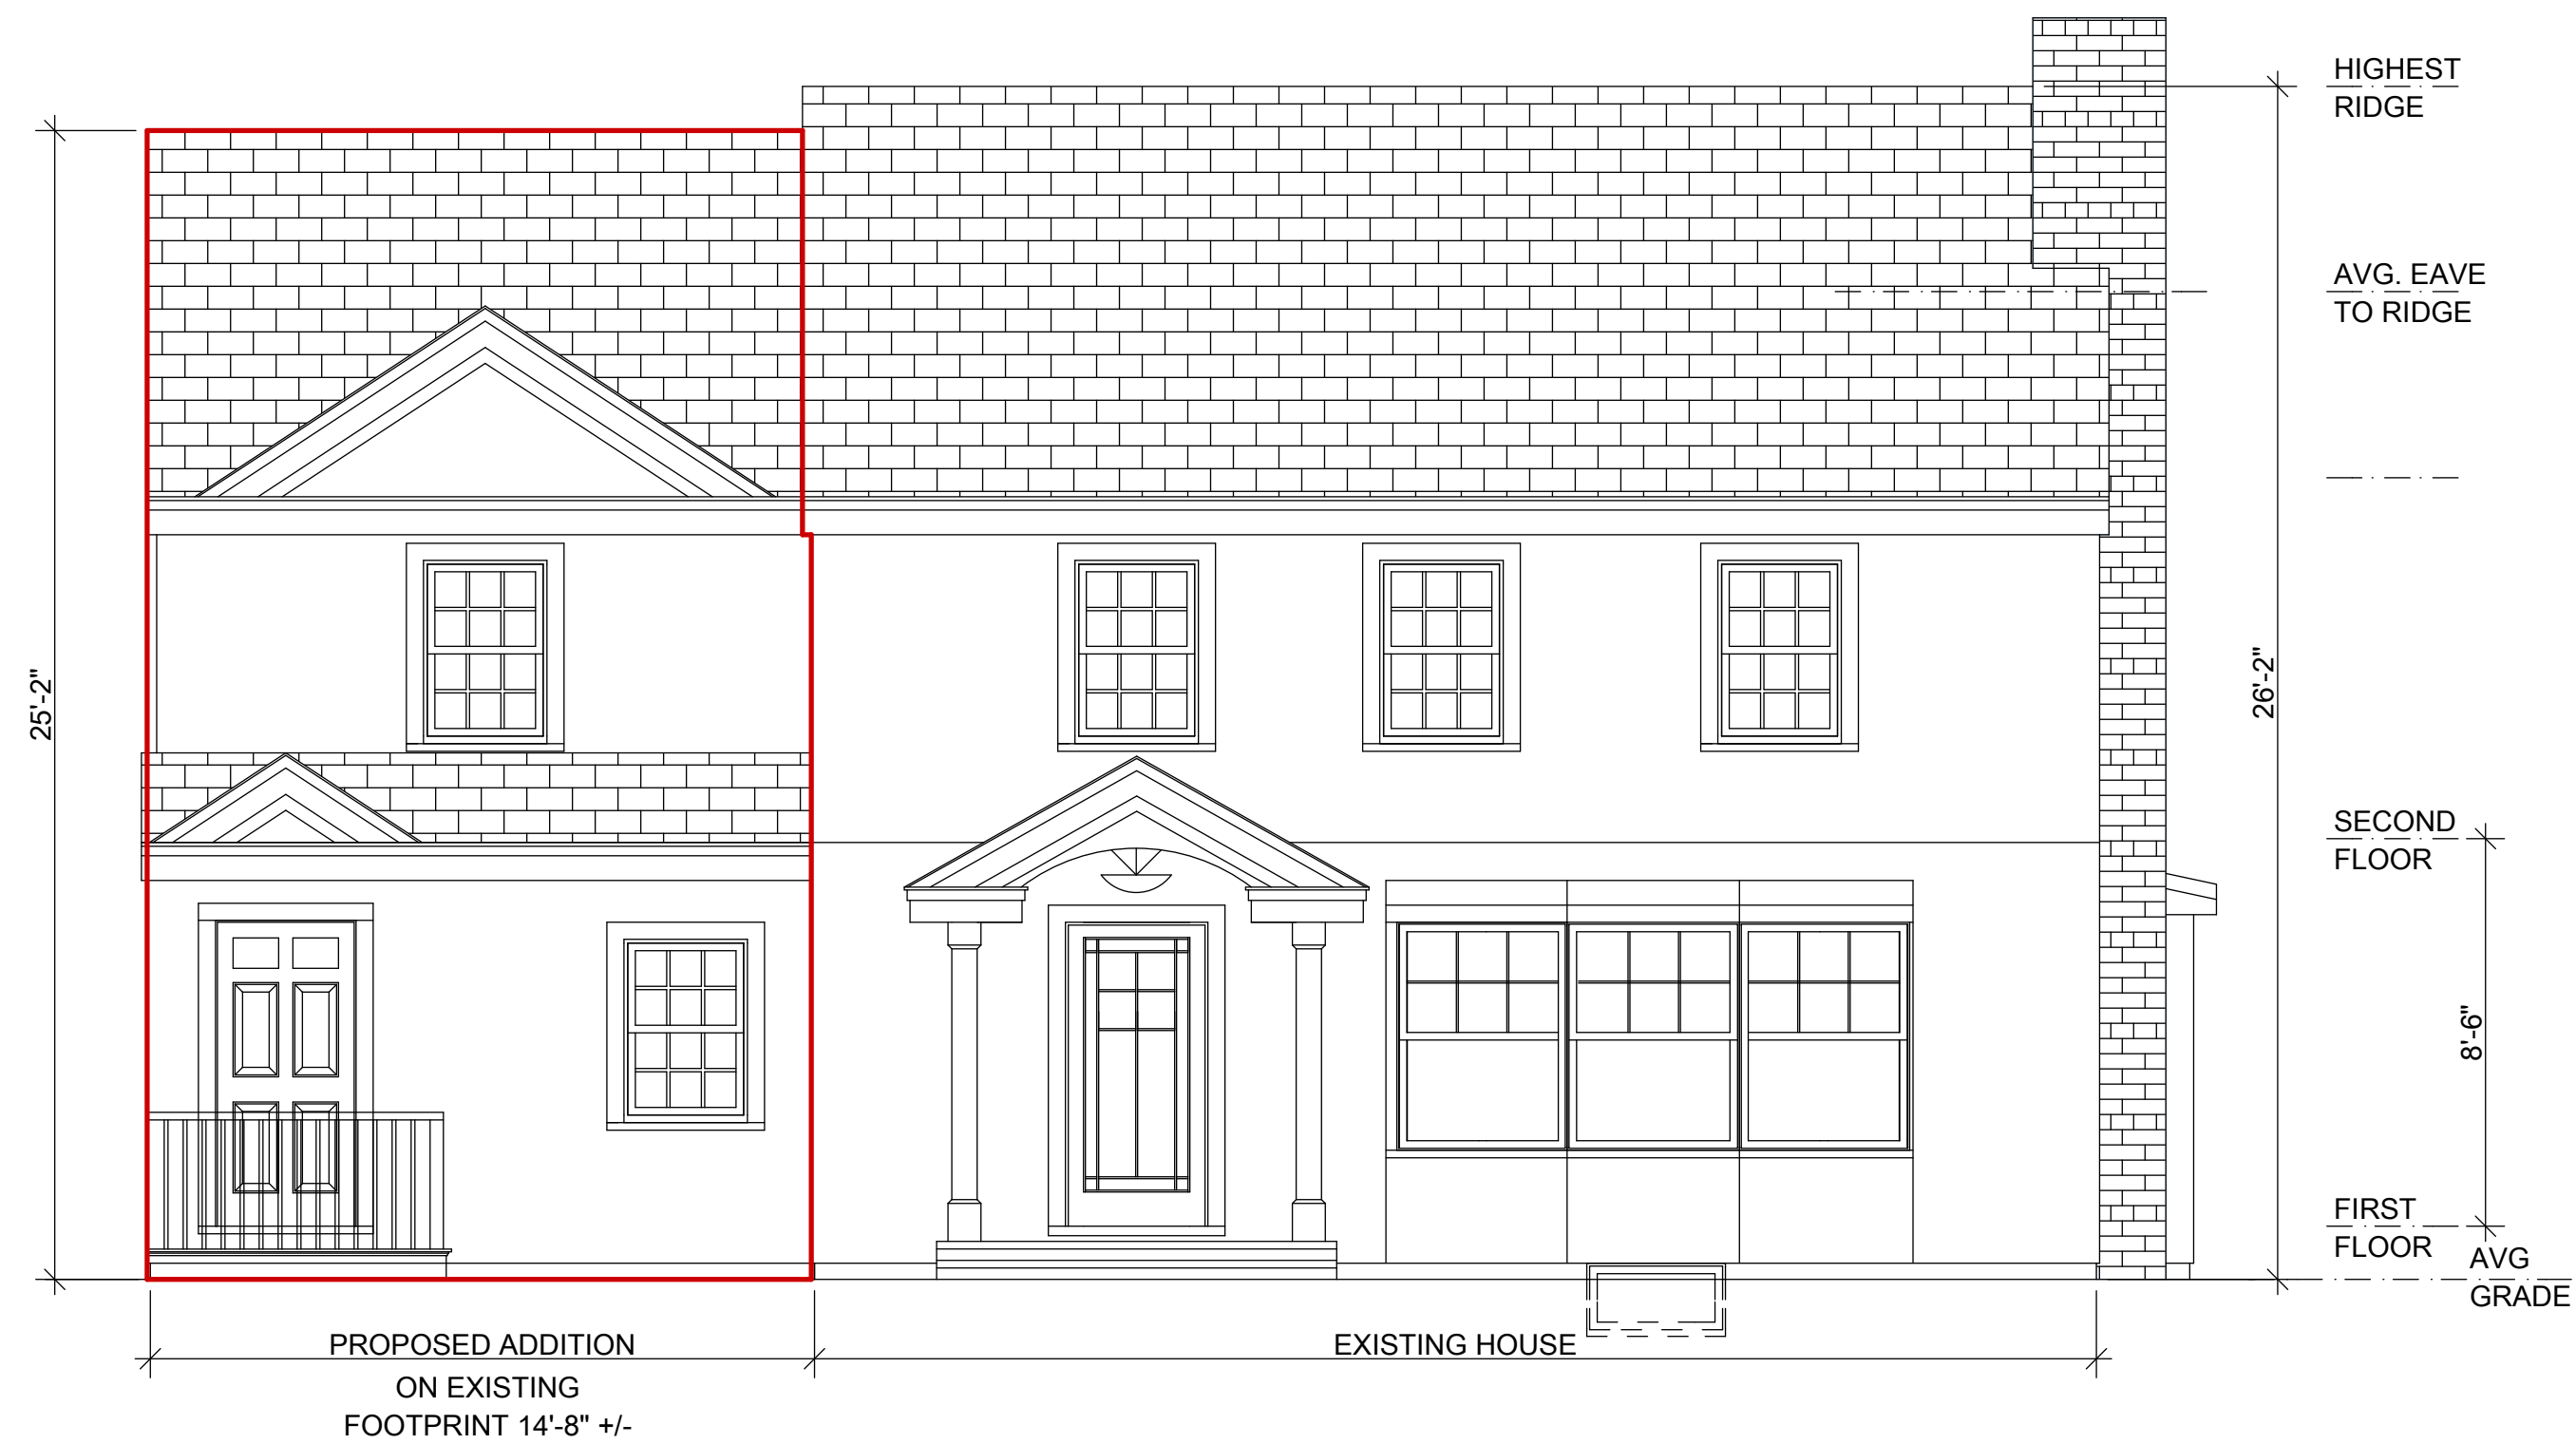 HIGHEST
RIDGE
AVG. EAVE
TO RIDGE
25'-2"
26'-2"
SECOND
FLOOR
8'-6"
FIRST
FLOOR
AVG
GRADE
PROPOSED ADDITION
ON EXISTING
FOOTPRINT 14'-8" +/-
EXISTING HOUSE